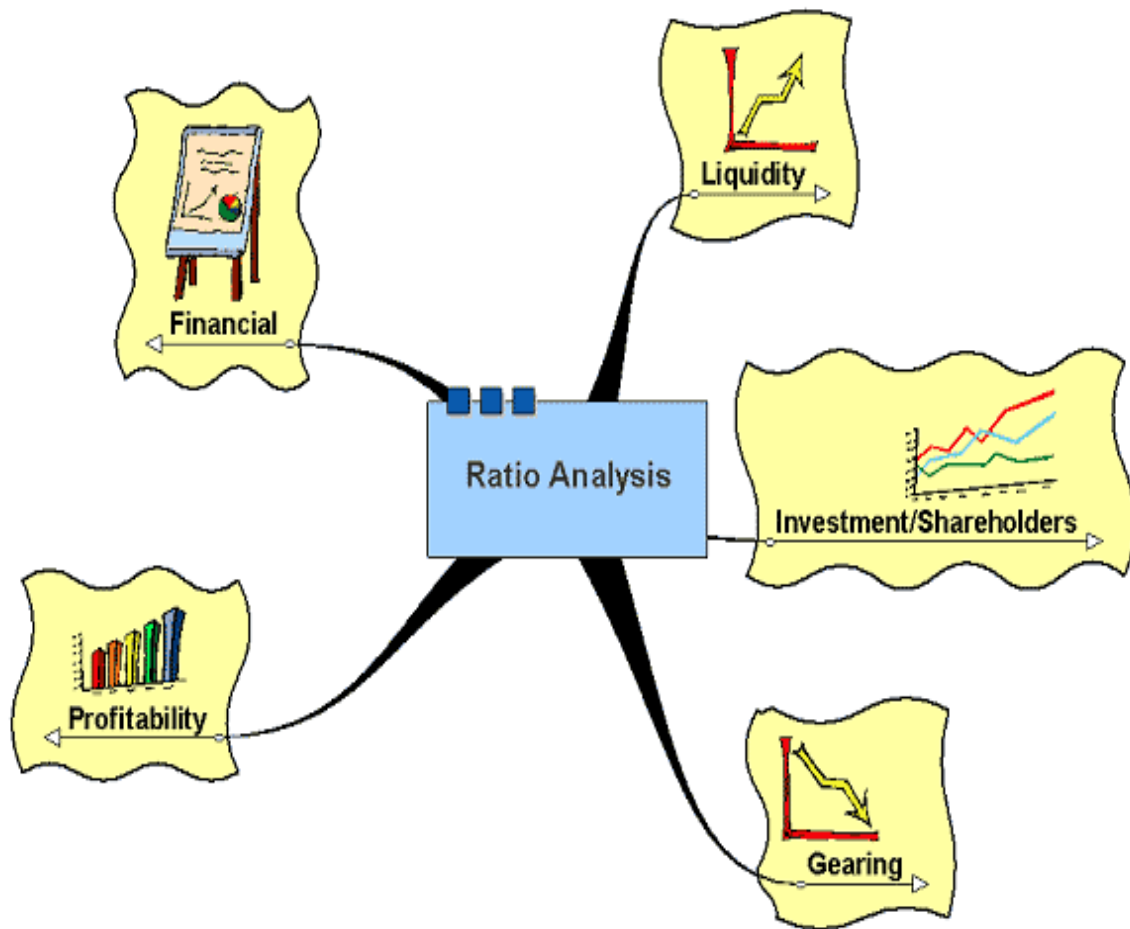 Liquidity
Financial
Ratio Analysis
Investment/Shareholders
Profitability
Gearing